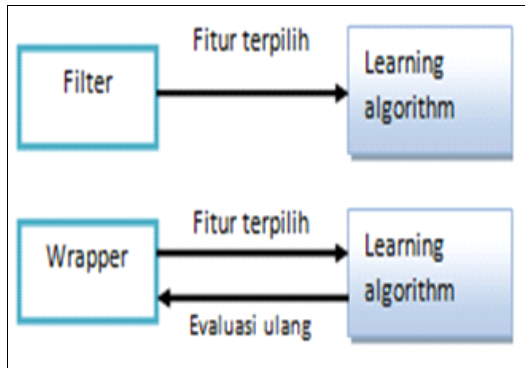 Fitur terpilih
Filter
Learning
algorithm
Fitur terpilih
Wrapper
Learning
algorithm
Evaluasi ulang